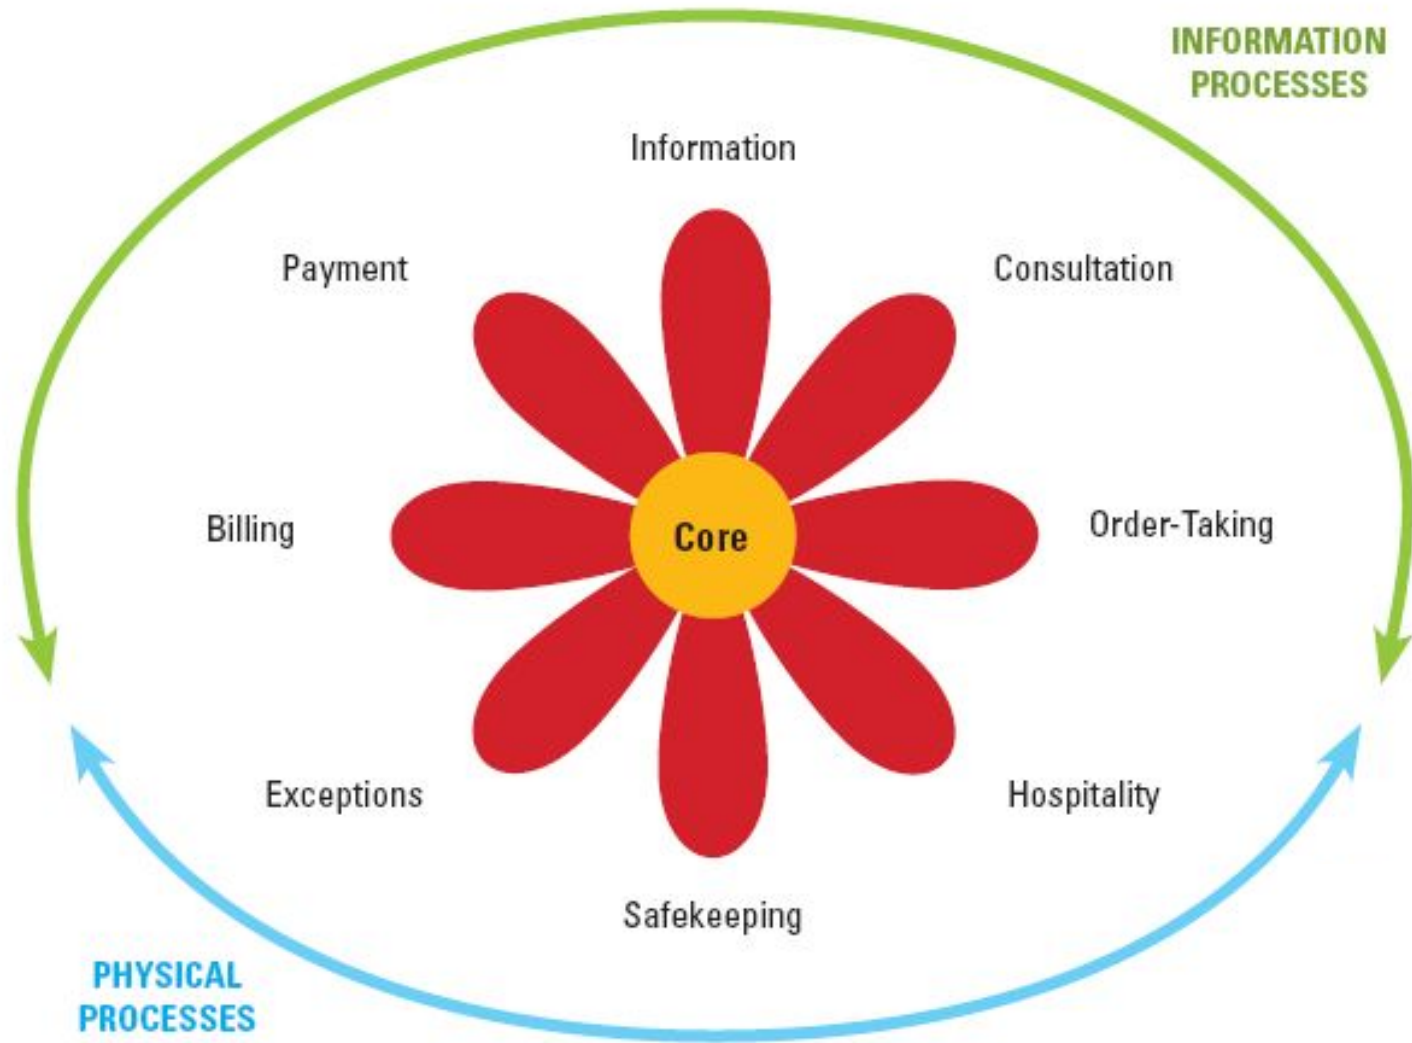 INFORMATION
PROCESSES
Information
Payment
Consultation
Billing
Core
Order-Taking
Exceptions
Hospitality
Safekeeping
PHYSICAL
PROCESSES